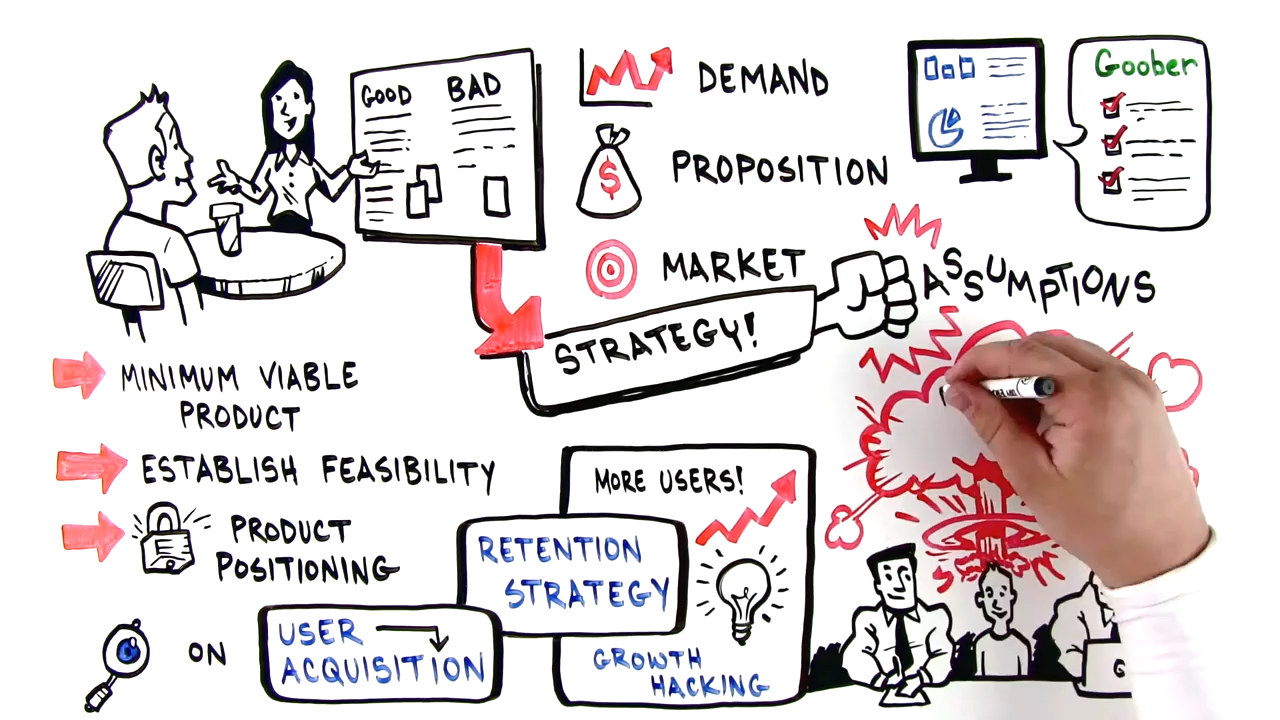 GOOD
BAD
DEMAND
PROPOSITION
MARKET
Goober
ASSUMPTIONS
STRATEGY!
MINIMUM VIABLE
PRODUCT
ESTABLISH FEASIBILITY
PRODUCT
POSITIONING
ON
USER
ACQUISITION
RETENTION
STRATEGY
MORE USERS!
GROWTH
HACKING
G